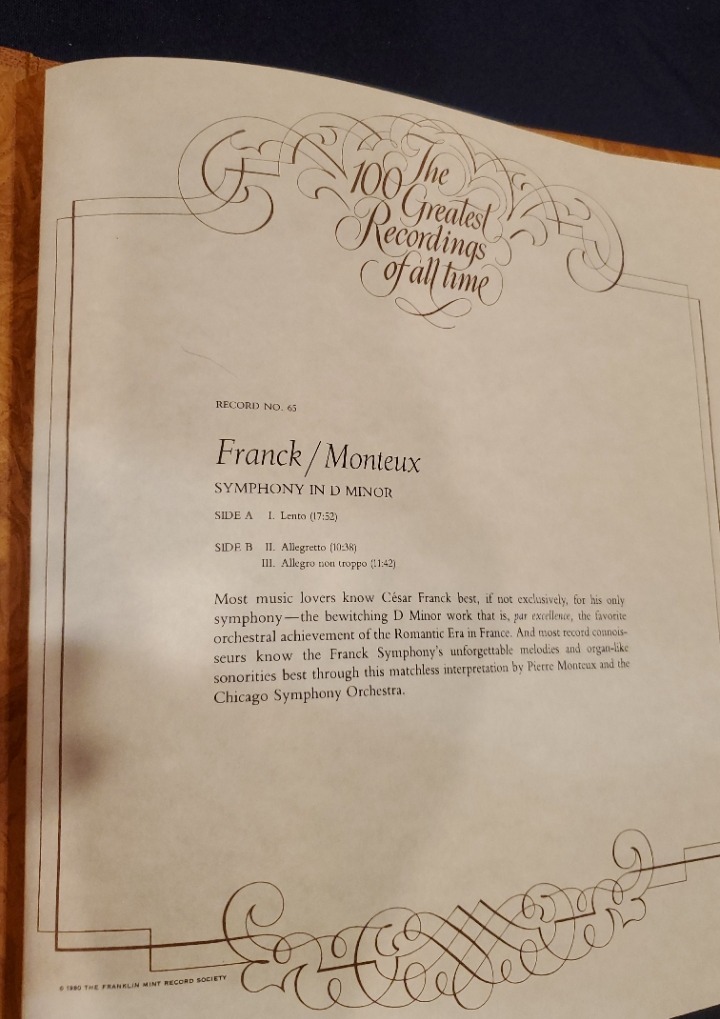 The
100
Greatest
Recordings
of all time
RECORD NO. 65
Franck / Monteux
SYMPHONY IN D MINOR
SIDE A I. Lento (17:52)
SIDE B II. Allegretto (10:38)
III. Allegro non troppo (11:42)
Most music lovers know César Franck best, if not exclusively, for his only
symphony—the bewitching D Minor work that is, par excellence, the favorite
orchestral achievement of the Romantic Era in France. And most record connois-
seurs know the Franck Symphony's unforgettable melodies and organ-like
sonorities best through this matchless interpretation by Pierre Monteux and the
Chicago Symphony Orchestra.
© 1980 THE FRANKLIN MINT RECORD SOCIETY